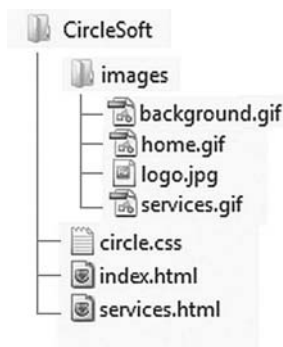 CircleSoft
images
background.gif
home.gif
logo.jpg
services.gif
circle.css
index.html
services.html